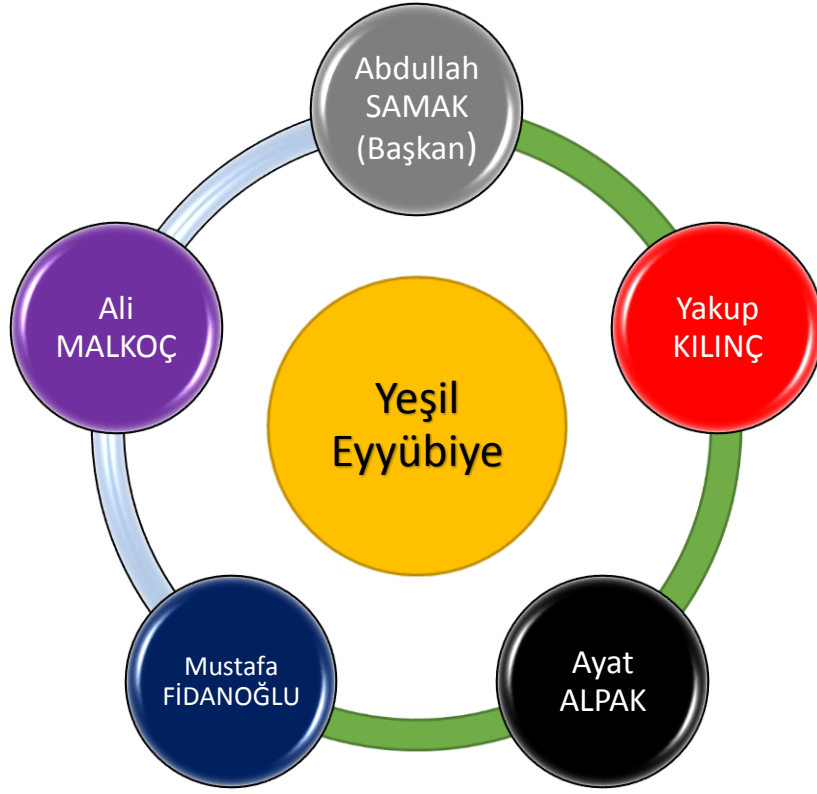 Abdullah
SAMAK
(Başkan)
Yakup
KILINÇ
Ayat
ALPAK
Mustafa
FİDANOĞLU
Ali
MALKOÇ
Yeşil
Eyyübiye